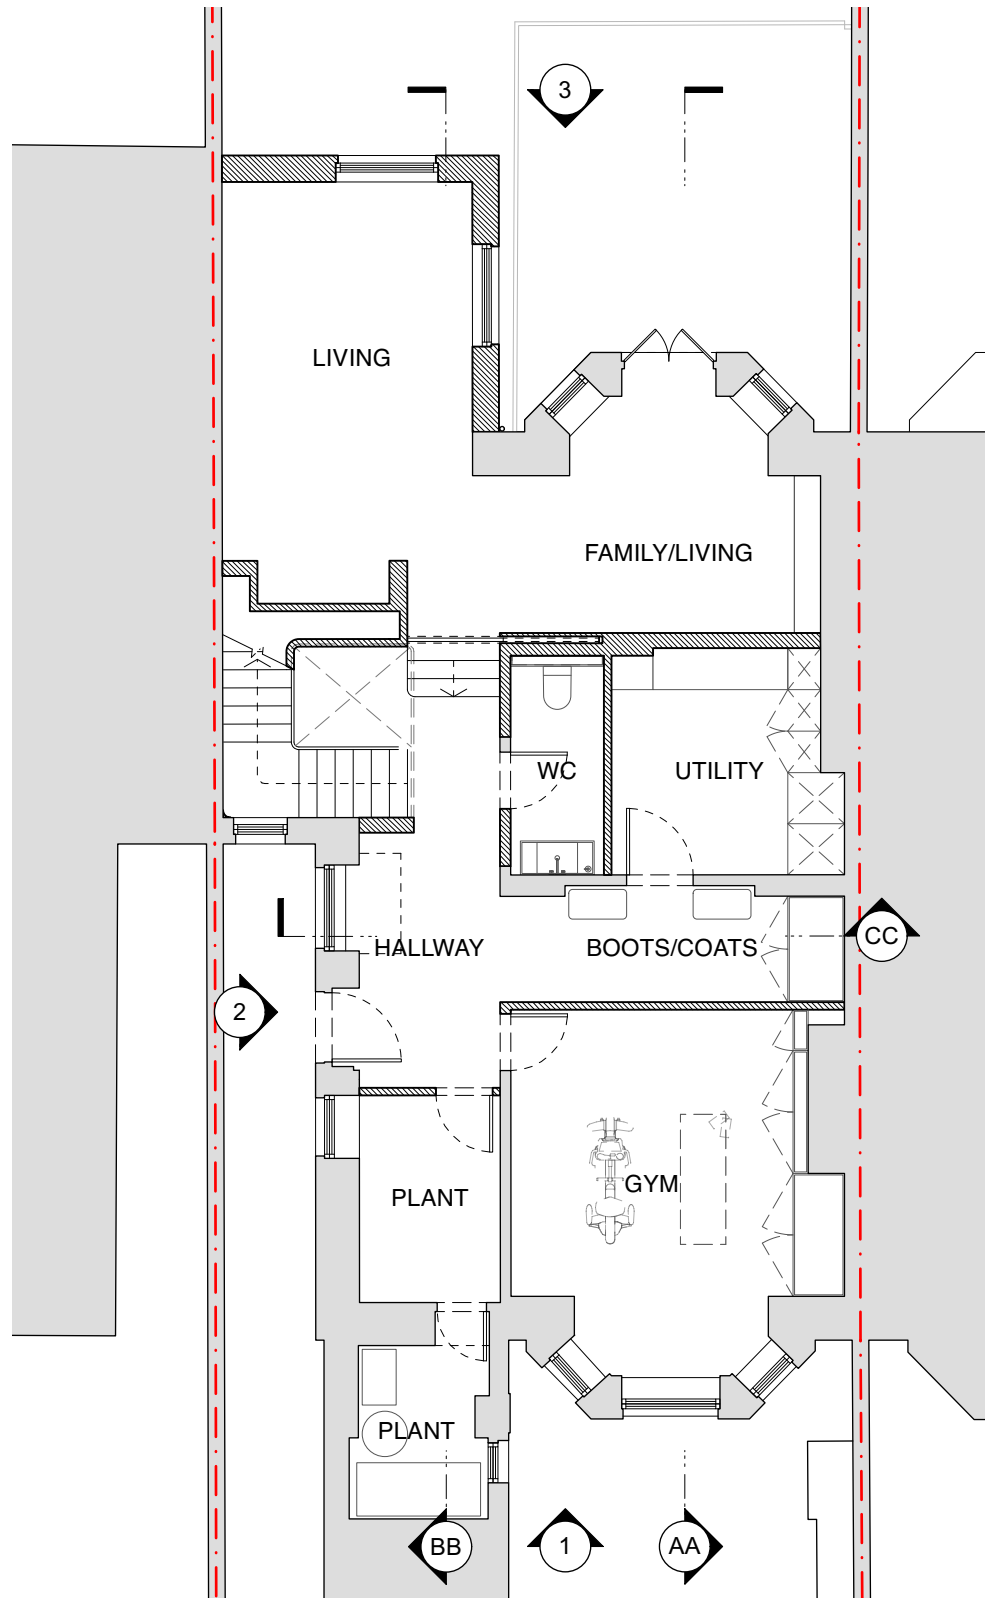 3
LIVING
FAMILY/LIVING
WC
UTILITY
HALLWAY
BOOTS/COATS
CC
2
GYM
PLANT
PLANT
BB
1
AA